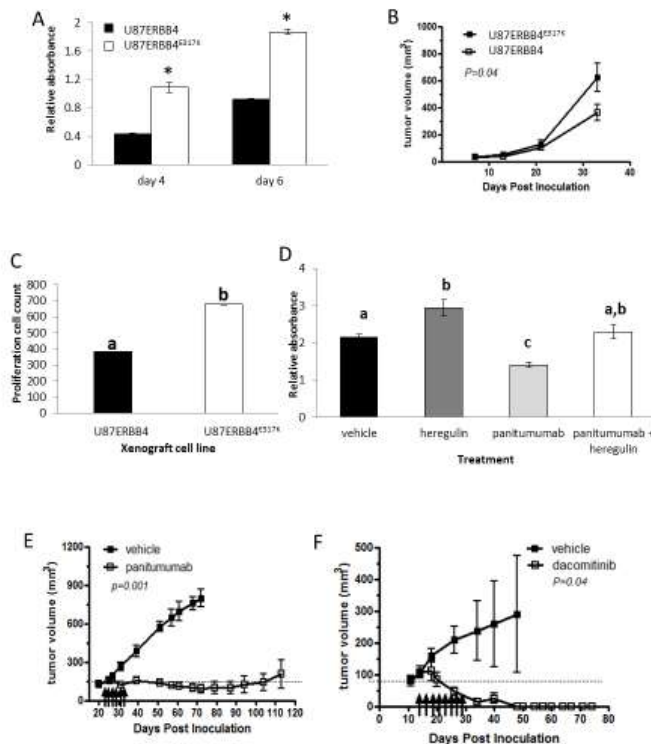 A
U87ERBB4
U87ERBB4E317K
Relative absorbance
2
1.6
1.2
0.8
0.4
0
*
*
day 4
day 6
B
U87ERBB4E317K
U87ERBB4
P=0.04
tumor volume (mm3)
1000
800
600
400
200
0
0 10 20 30 40
Days Post Inoculation
C
Proliferation cell count
800
700
600
500
400
300
200
100
0
a
b
U87ERBB4
U87ERBB4E317K
Xenograft cell line
D
Relative absorbance
4
3
2
1
0
a
b
c
a,b
vehicle
heregulin
panitumumab
panitumumab +
heregulin
Treatment
E
vehicle
panitumumab
p=0.001
tumor volume (mm3)
1200
900
600
300
0
20 30 40 50 60 70 80 90 100 110 120
Days Post Inoculation
F
vehicle
dacomitinib
P=0.04
tumor volume (mm3)
500
400
300
200
100
0
0 10 20 30 40 50 60 70 80
Days Post Inoculation